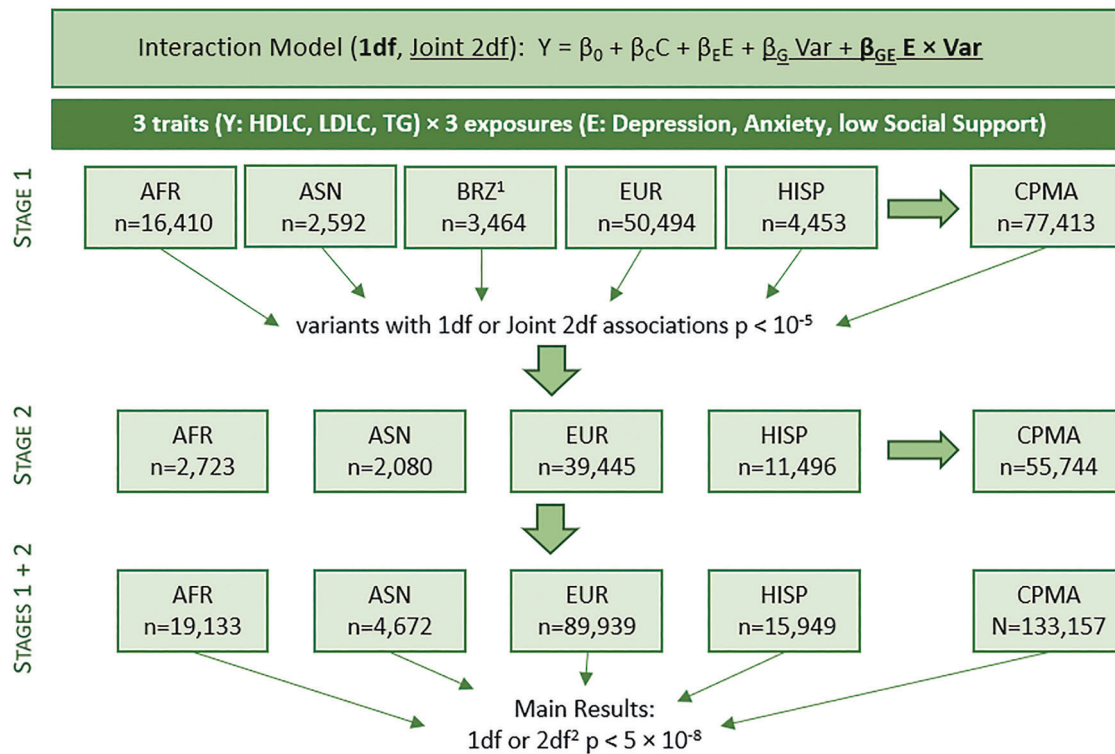 Interaction Model (1df, Joint 2df): Y = β₀ + β_C C + β_E E + β_G Var + β_GE E × Var
3 traits (Y: HDLC, LDLC, TG) × 3 exposures (E: Depression, Anxiety, low Social Support)
STAGE 1
AFR
n=16,410
ASN
n=2,592
BRZ¹
n=3,464
EUR
n=50,494
HISP
n=4,453
CPMA
n=77,413
variants with 1df or Joint 2df associations p < 10⁻⁵
STAGE 2
AFR
n=2,723
ASN
n=2,080
EUR
n=39,445
HISP
n=11,496
CPMA
n=55,744
STAGES 1 + 2
AFR
n=19,133
ASN
n=4,672
EUR
n=89,939
HISP
n=15,949
CPMA
N=133,157
Main Results:
1df or 2df² p < 5 × 10⁻⁸